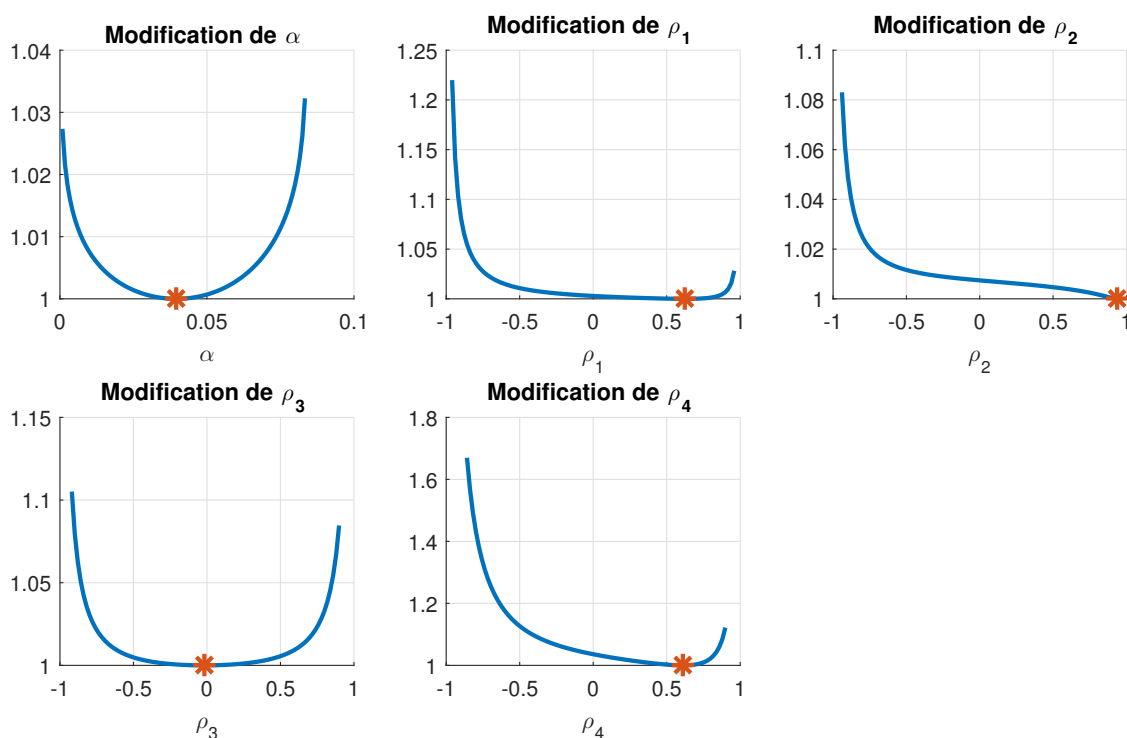 Modification de α
1.04
1.03
1.02
1.01
1
0 0.05 0.1
α
Modification de ρ1
1.25
1.2
1.15
1.1
1.05
1
-1 -0.5 0 0.5 1
ρ1
Modification de ρ2
1.1
1.08
1.06
1.04
1.02
1
-1 -0.5 0 0.5 1
ρ2
Modification de ρ3
1.15
1.1
1.05
1
-1 -0.5 0 0.5 1
ρ3
Modification de ρ4
1.8
1.6
1.4
1.2
1
-1 -0.5 0 0.5 1
ρ4